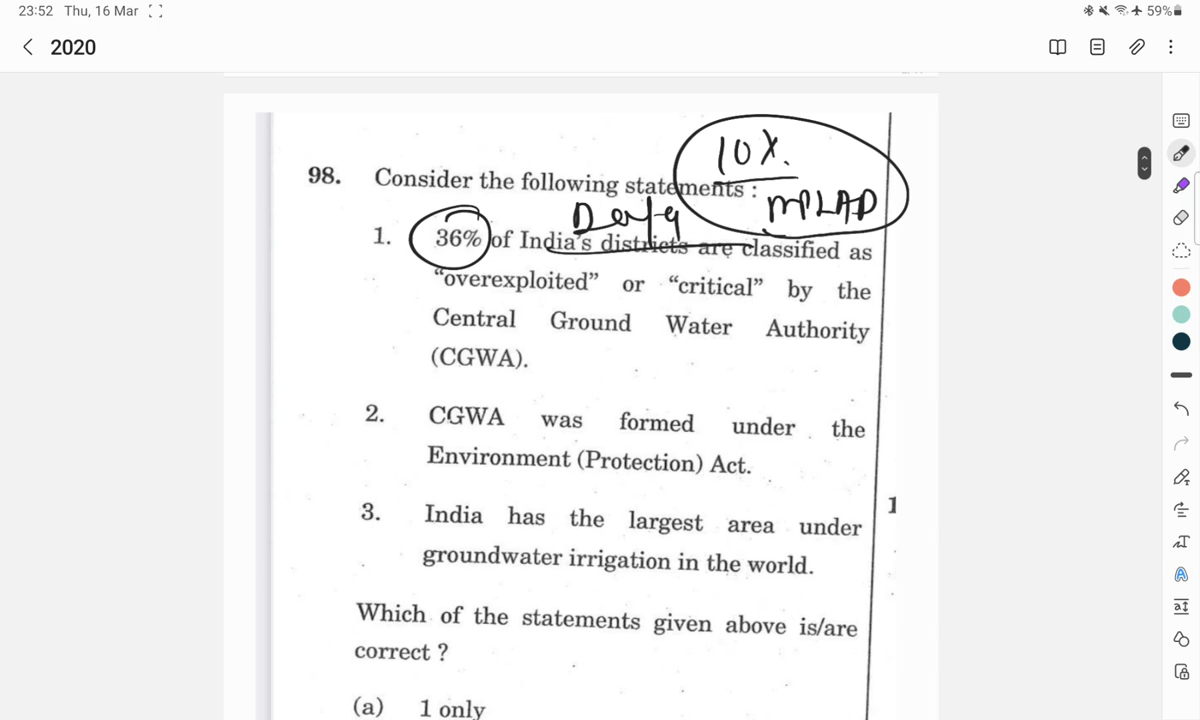 23:52 Thu, 16 Mar
59%
2020
10X.
MPLAD
98. Consider the following statements :
1. 36% of India's districts are classified as
"overexploited" or "critical" by the
Central Ground Water Authority
(CGWA).
2. CGWA was formed under the
Environment (Protection) Act.
3. India has the largest area under
groundwater irrigation in the world.
1
Which of the statements given above is/are
correct ?
(a) 1 only